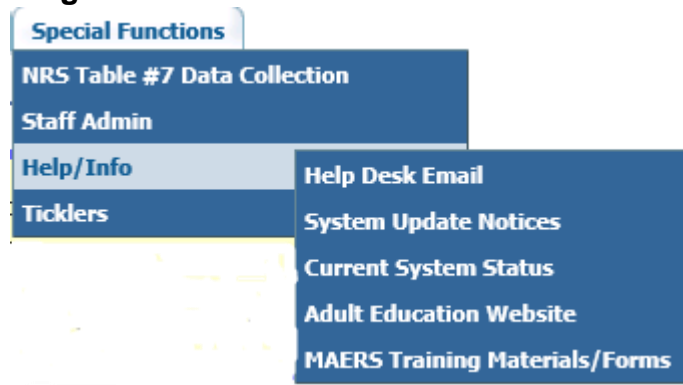 Special Functions
NRS Table #7 Data Collection
Staff Admin
Help/Info
Ticklers
Help Desk Email
System Update Notices
Current System Status
Adult Education Website
MAERS Training Materials/Forms